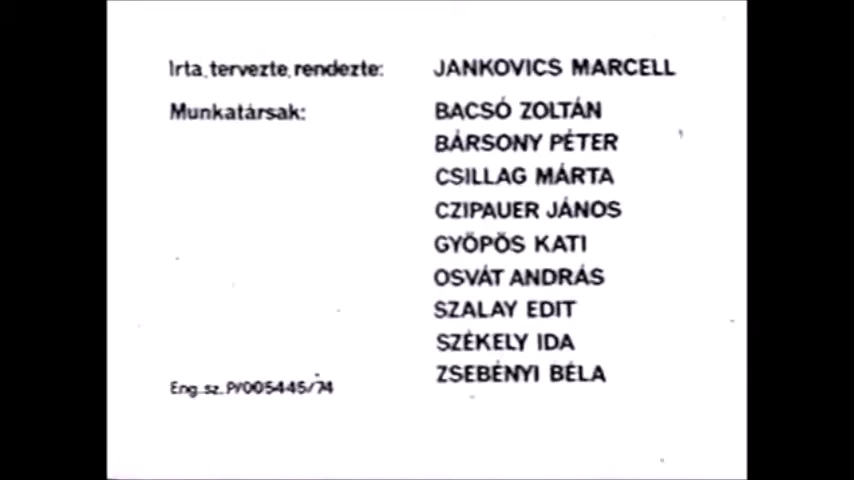 Irta, tervezte, rendezte: JANKOVICS MARCELL
Munkatársak: BACSÓ ZOLTÁN
BÁRSONY PÉTER
CSILLAG MÁRTA
CZIPAUER JÁNOS
GYÖPÖS KATI
OSVÁT ANDRÁS
SZALAY EDIT
SZÉKELY IDA
ZSEBÉNYI BÉLA
Eng. sz. P/005445/74